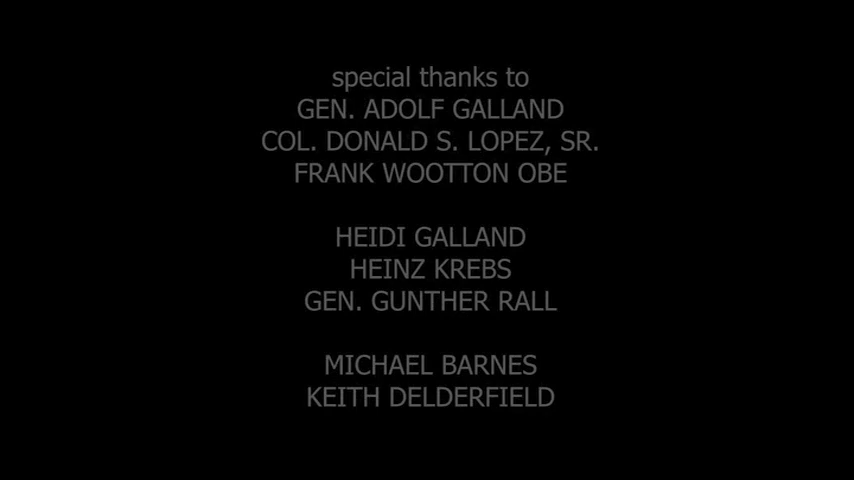 special thanks to
GEN. ADOLF GALLAND
COL. DONALD S. LOPEZ, SR.
FRANK WOOTTON OBE
HEIDI GALLAND
HEINZ KREBS
GEN. GUNTHER RALL
MICHAEL BARNES
KEITH DELDERFIELD